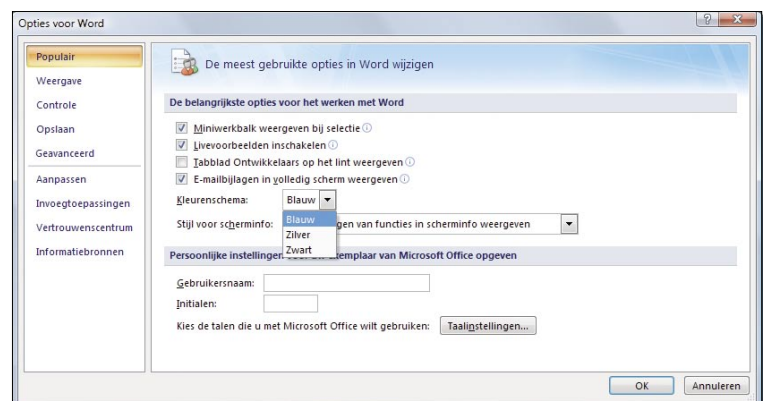 Opties voor Word
Populair
Weergave
Controle
Opslaan
Geavanceerd
Aanpassen
Invoegtoepassingen
Vertrouwenscentrum
Informatiebronnen
De meest gebruikte opties in Word wijzigen
De belangrijkste opties voor het werken met Word
Miniwerkbalk weergeven bij selectie
Livevoorbeelden inschakelen
Tabblad Ontwikkelaars op het lint weergeven
E-mailbijlagen in volledig scherm weergeven
Kleurenschema: Blauw
Blauw
Zilver
Zwart
Stijl voor scherminfo: van functies in scherminfo weergeven
Persoonlijke exemplaar van Microsoft Office opgeven
Gebruikersnaam:
Initialen:
Kies de talen die u met Microsoft Office wilt gebruiken: Taalinstellingen...
OK Annuleren